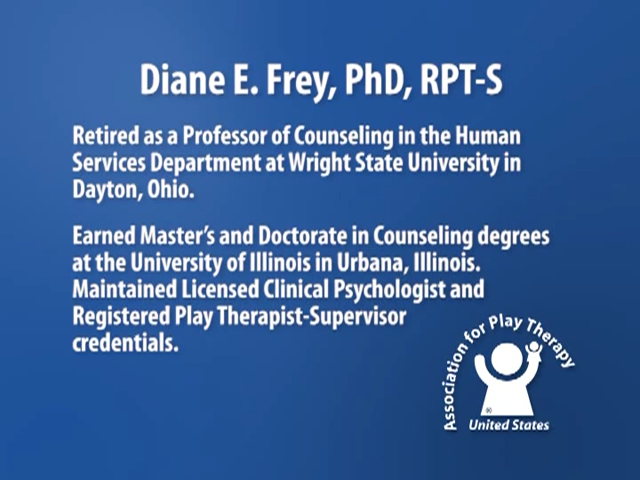 Diane E. Frey, PhD, RPT-S
Retired as a Professor of Counseling in the Human
Services Department at Wright State University in
Dayton, Ohio.
Earned Master's and Doctorate in Counseling degrees
at the University of Illinois in Urbana, Illinois.
Maintained Licensed Clinical Psychologist and
Registered Play Therapist-Supervisor
credentials.
Association for Play Therapy
®
United States